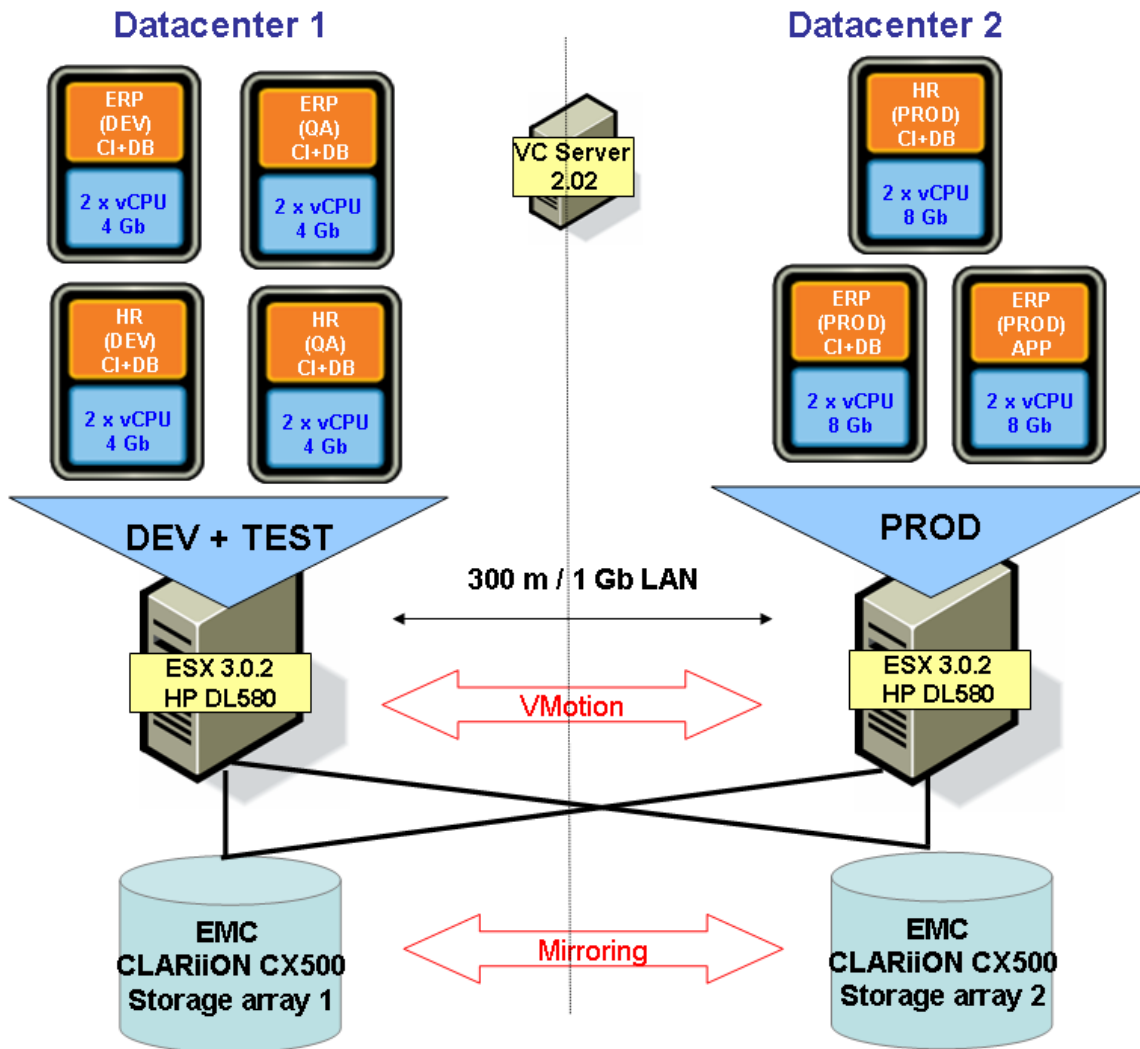 Datacenter 1
Datacenter 2
ERP
(DEV)
CI+DB
2 x vCPU
4 Gb
ERP
(QA)
CI+DB
2 x vCPU
4 Gb
VC Server
2.02
HR
(PROD)
CI+DB
2 x vCPU
8 Gb
HR
(DEV)
CI+DB
2 x vCPU
4 Gb
HR
(QA)
CI+DB
2 x vCPU
4 Gb
ERP
(PROD)
CI+DB
2 x vCPU
8 Gb
ERP
(PROD)
APP
2 x vCPU
8 Gb
DEV + TEST
PROD
300 m / 1 Gb LAN
ESX 3.0.2
HP DL580
VMotion
ESX 3.0.2
HP DL580
EMC
CLARiiON CX500
Storage array 1
Mirroring
EMC
CLARiiON CX500
Storage array 2